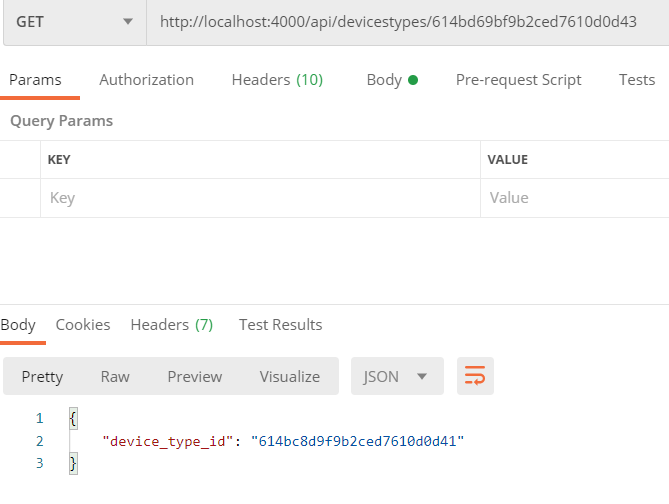 GET http://localhost:4000/api/devicestypes/614bd69bf9b2ced7610d0d43
Params Authorization Headers (10) Body Pre-request Script Tests
Query Params
KEY VALUE
Key Value
Body Cookies Headers (7) Test Results
Pretty Raw Preview Visualize JSON
1 {
2 "device_type_id": "614bc8d9f9b2ced7610d0d41"
3 }